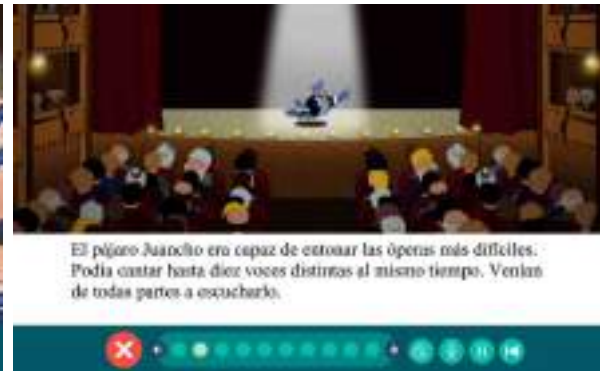 El pájaro Juancho era capaz de entonar las óperas más difíciles.
Podía cantar hasta diez voces distintas al mismo tiempo. Venían
de todas partes a escucharlo.